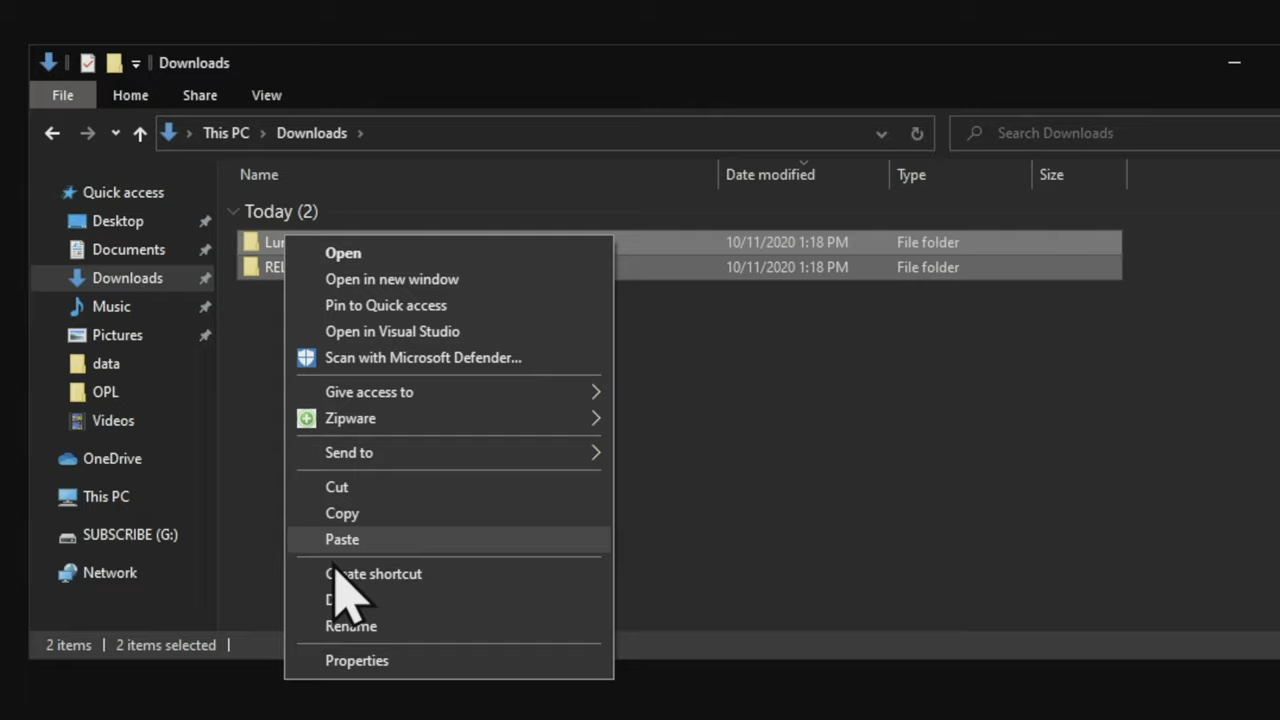 Downloads
File Home Share View
This PC Downloads Search Downloads
Name Date modified Type Size
Quick access
Desktop
Documents
Downloads
Music
Pictures
data
OPL
Videos
OneDrive
This PC
SUBSCRIBE (G:)
Network
Today (2)
10/11/2020 1:18 PM File folder
10/11/2020 1:18 PM File folder
Open
Open in new window
Pin to Quick access
Open in Visual Studio
Scan with Microsoft Defender...
Give access to
Zipware
Send to
Cut
Copy
Paste
Create shortcut
Rename
Properties
2 items 2 items selected